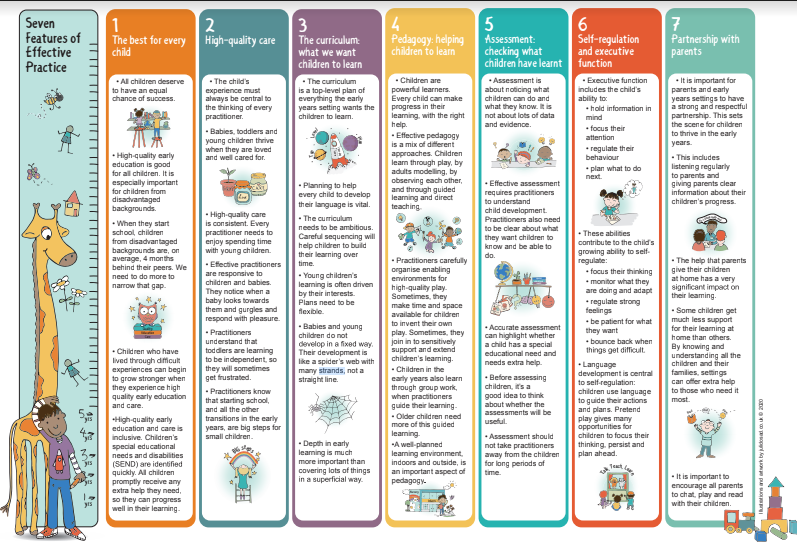 Seven
Features of
Effective
Practice
5 yrs
4 yrs
3 yrs
2 yrs
1 yrs
1
The best for every
child
• All children deserve
to have an equal
chance of success.
• High-quality early
education is good
for all children. It is
especially important
for children from
disadvantaged
backgrounds.
• When they start
school, children
from disadvantaged
backgrounds are, on
average, 4 months
behind their peers. We
need to do more to
narrow that gap.
• Children who have
lived through difficult
experiences can begin
to grow stronger when
they experience high
quality early education
and care.
•High-quality early
education and care is
inclusive. Children's
special educational
needs and disabilities
(SEND) are identified
quickly. All children
promptly receive any
extra help they need,
so they can progress
well in their learning.
2
High-quality care
• The child's
experience must
always be central to
the thinking of every
practitioner.
• Babies, toddlers and
young children thrive
when they are loved
and well cared for.
• High-quality care
is consistent. Every
practitioner needs to
enjoy spending time
with young children.
• Effective practitioners
are responsive to
children and babies.
They notice when a
baby looks towards
them and gurgles and
respond with pleasure.
• Practitioners
understand that
toddlers are learning
to be independent, so
they will sometimes
get frustrated.
• Practitioners know
that starting school,
and all the other
transitions in the early
years, are big steps for
small children.
Big steps
3
The curriculum:
what we want
children to learn
• The curriculum
is a top-level plan of
everything the early
years setting wants the
children to learn.
• Planning to help
every child to develop
their language is vital.
• The curriculum
needs to be ambitious.
Careful sequencing will
help children to build
their learning over
time.
• Young children's
learning is often driven
by their interests.
Plans need to be
flexible.
• Babies and young
children do not
develop in a fixed way.
Their development is
like a spider's web with
many strands, not a
straight line.
• Depth in early
learning is much
more important than
covering lots of things
in a superficial way.
4
Pedagogy: helping
children to learn
• Children are
powerful learners.
Every child can make
progress in their
learning, with the right
help.
• Effective pedagogy
is a mix of different
approaches. Children
learn through play, by
adults modelling, by
observing each other,
and through guided
learning and direct
teaching.
• Practitioners carefully
organise enabling
environments for
high-quality play.
Sometimes, they
make time and space
available for children
to invent their own
play. Sometimes, they
join in to sensitively
support and extend
children's learning.
• Children in the
early years also learn
through group work,
when practitioners
guide their learning.
• Older children need
more of this guided
learning.
•A well-planned
learning environment,
indoors and outside, is
an important aspect of
pedagogy.
5
Assessment:
checking what
children have learnt
• Assessment is
about noticing what
children can do and
what they know. It is
not about lots of data
and evidence.
• Effective assessment
requires practitioners
to understand
child development.
Practitioners also need
to be clear about what
they want children to
know and be able to
do.
• Accurate assessment
can highlight whether
a child has a special
educational need and
needs extra help.
• Before assessing
children, it's a
good idea to think
about whether the
assessments will be
useful.
• Assessment should
not take practitioners
away from the children
for long periods of
time.
6
Self-regulation
and executive
function
• Executive function
includes the child's
ability to:
• hold information in
mind
• focus their
attention
• regulate their
behaviour
• plan what to do
next.
• These abilities
contribute to the child's
growing ability to self-
regulate:
• focus their thinking
• monitor what they
are doing and adapt
• regulate strong
feelings
• be patient for what
they want
• bounce back when
things get difficult.
• Language
development is central
to self-regulation:
children use language
to guide their actions
and plans. Pretend
play gives many
opportunities for
children to focus their
thinking, persist and
plan ahead.
7
Partnership with
parents
• It is important for
parents and early
years settings to have
a strong and respectful
partnership. This sets
the scene for children
to thrive in the early
years.
• This includes
listening regularly
to parents and
giving parents clear
information about their
children's progress.
• The help that parents
give their children
at home has a very
significant impact on
their learning.
• Some children get
much less support
for their learning at
home than others.
By knowing and
understanding all the
children and their
families, settings
can offer extra help
to those who need it
most.
• It is important to
encourage all parents
to chat, play and read
with their children.